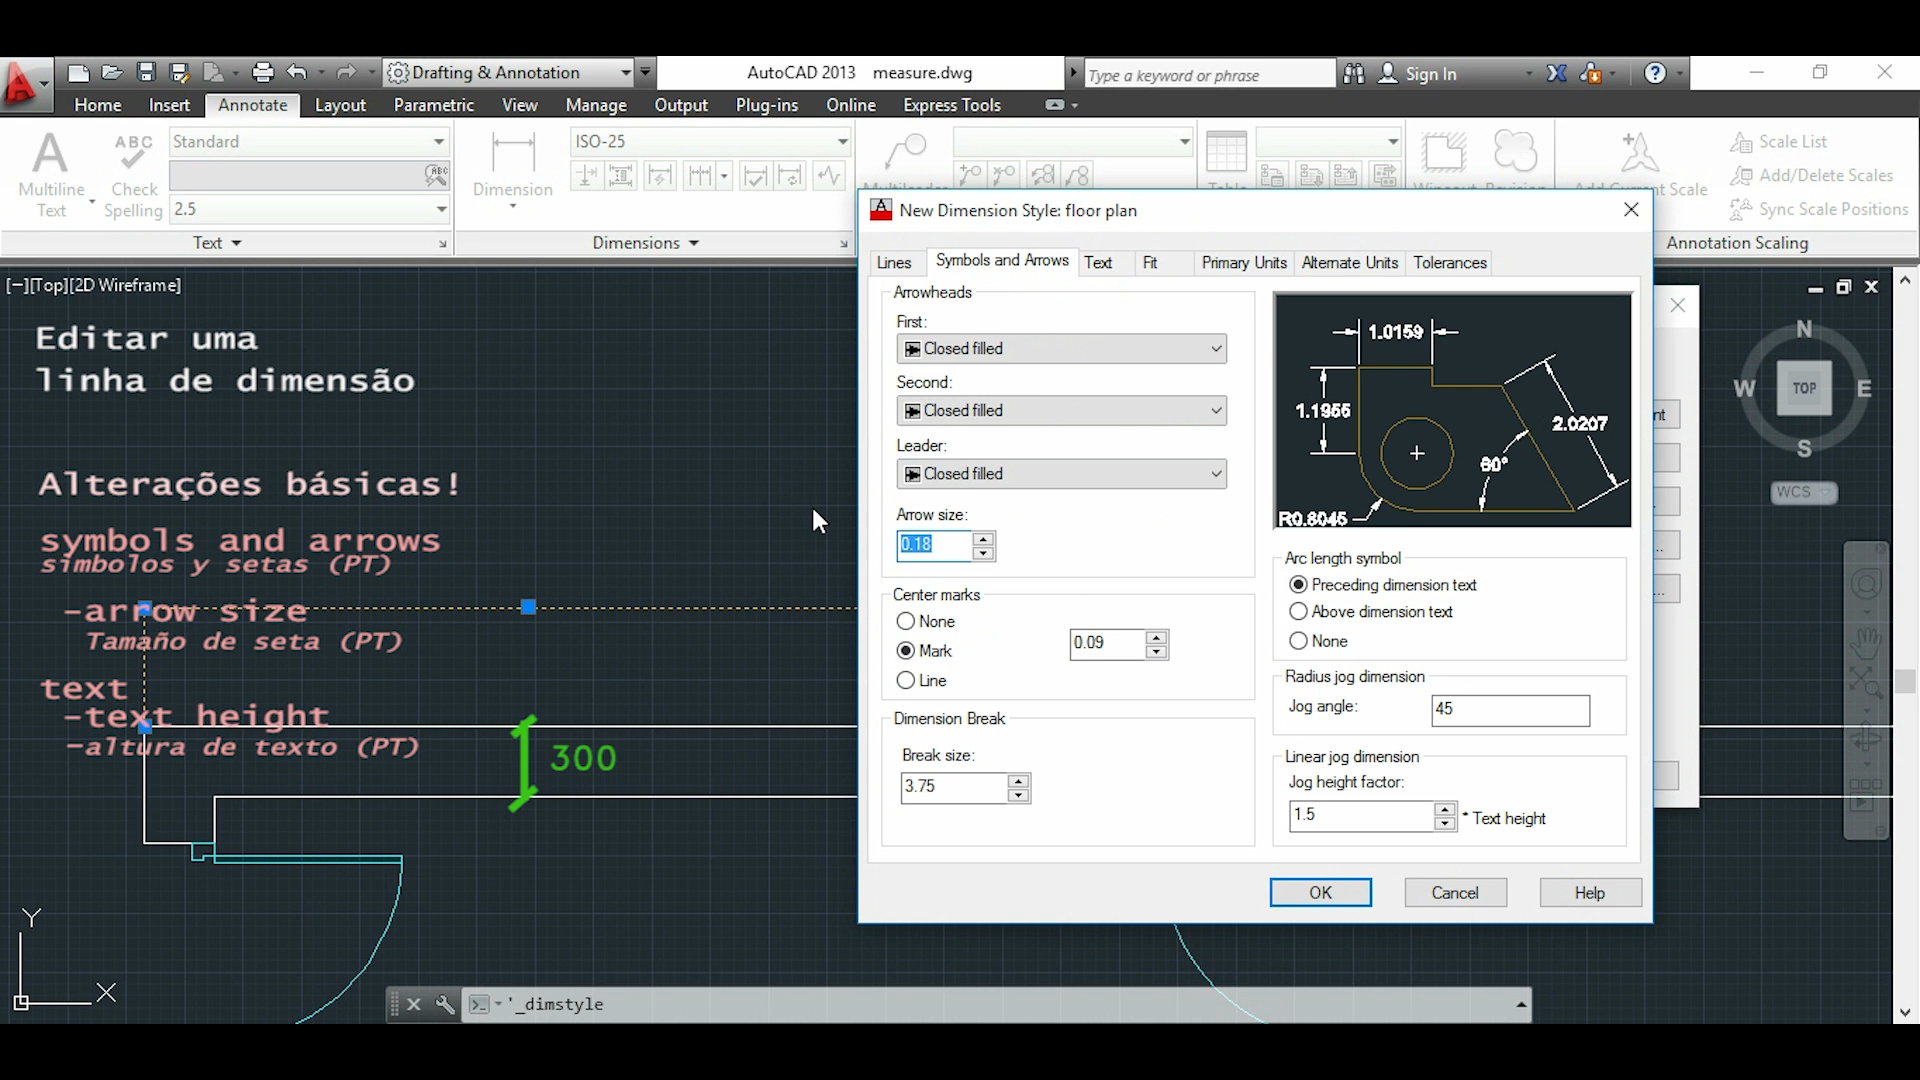 Drafting & Annotation
AutoCAD 2013 measure.dwg
Type a keyword or phrase
Sign In
Home Insert Annotate Layout Parametric View Manage Output Plug-ins Online Express Tools
A ABC Standard
ISO-25
Scale List
Multiline Text
Check Spelling
2.5
Dimension
Add/Delete Scales
Sync Scale Positions
Text
Dimensions
Annotation Scaling
New Dimension Style: floor plan
Lines Symbols and Arrows Text Fit Primary Units Alternate Units Tolerances
Arrowheads
First:
Closed filled
Second:
Closed filled
Leader:
Closed filled
Arrow size:
0.18
Center marks
None
Mark
0.09
Line
Dimension Break
Break size:
3.75
1.0159
1.1955
2.0207
60°
R0.8045
Arc length symbol
Preceding dimension text
Above dimension text
None
Radius jog dimension
Jog angle: 45
Linear jog dimension
Jog height factor:
1.5 * Text height
OK Cancel Help
[−][Top][2D Wireframe]
Editar uma
linha de dimensão
Alterações básicas!
symbols and arrows
símbolos y setas (PT)
-arrow size
Tamaño de seta (PT)
text
-text height
-altura de texto (PT)
300
N
W TOP E
S
WCS
Y
X
'_dimstyle